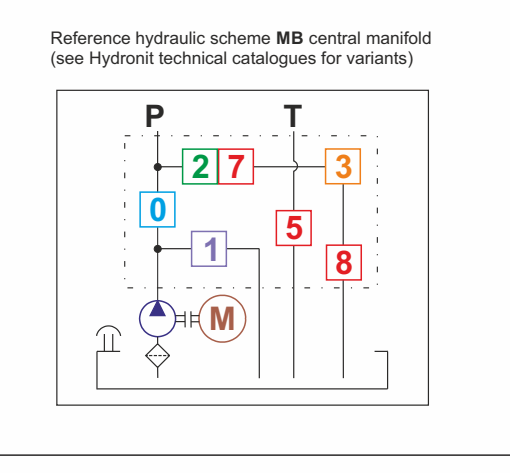 Reference hydraulic scheme MB central manifold
(see Hydronit technical catalogues for variants)
P T
2 7 3
0
5
1
8
M